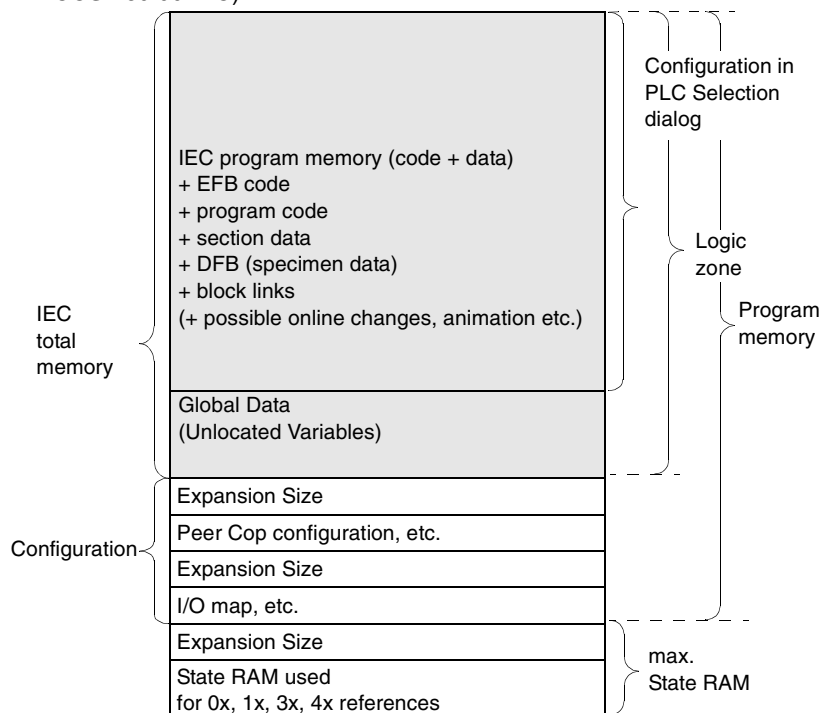 IEC program memory (code + data)
+ EFB code
+ program code
+ section data
+ DFB (specimen data)
+ block links
(+ possible online changes, animation etc.)
Global Data
(Unlocated Variables)
Expansion Size
Peer Cop configuration, etc.
Expansion Size
I/O map, etc.
Expansion Size
State RAM used
for 0x, 1x, 3x, 4x references
IEC
total
memory
Configuration
Configuration in
PLC Selection
dialog
Logic
zone
Program
memory
max.
State RAM